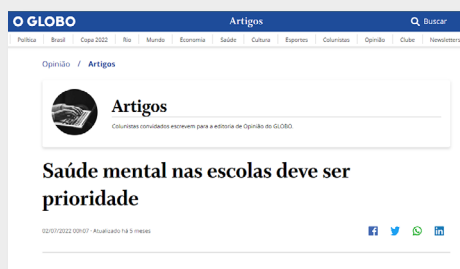 O GLOBO Artigos Buscar
Política Brasil Copa 2022 Rio Mundo Economia Saúde Cultura Esportes Colunistas Opinião Clube Newsletters
Opinião / Artigos
Artigos
Colunistas convidados escrevem para a editoria de Opinião do GLOBO.
Saúde mental nas escolas deve ser
prioridade
02/07/2022 00h07 · Atualizado há 5 meses